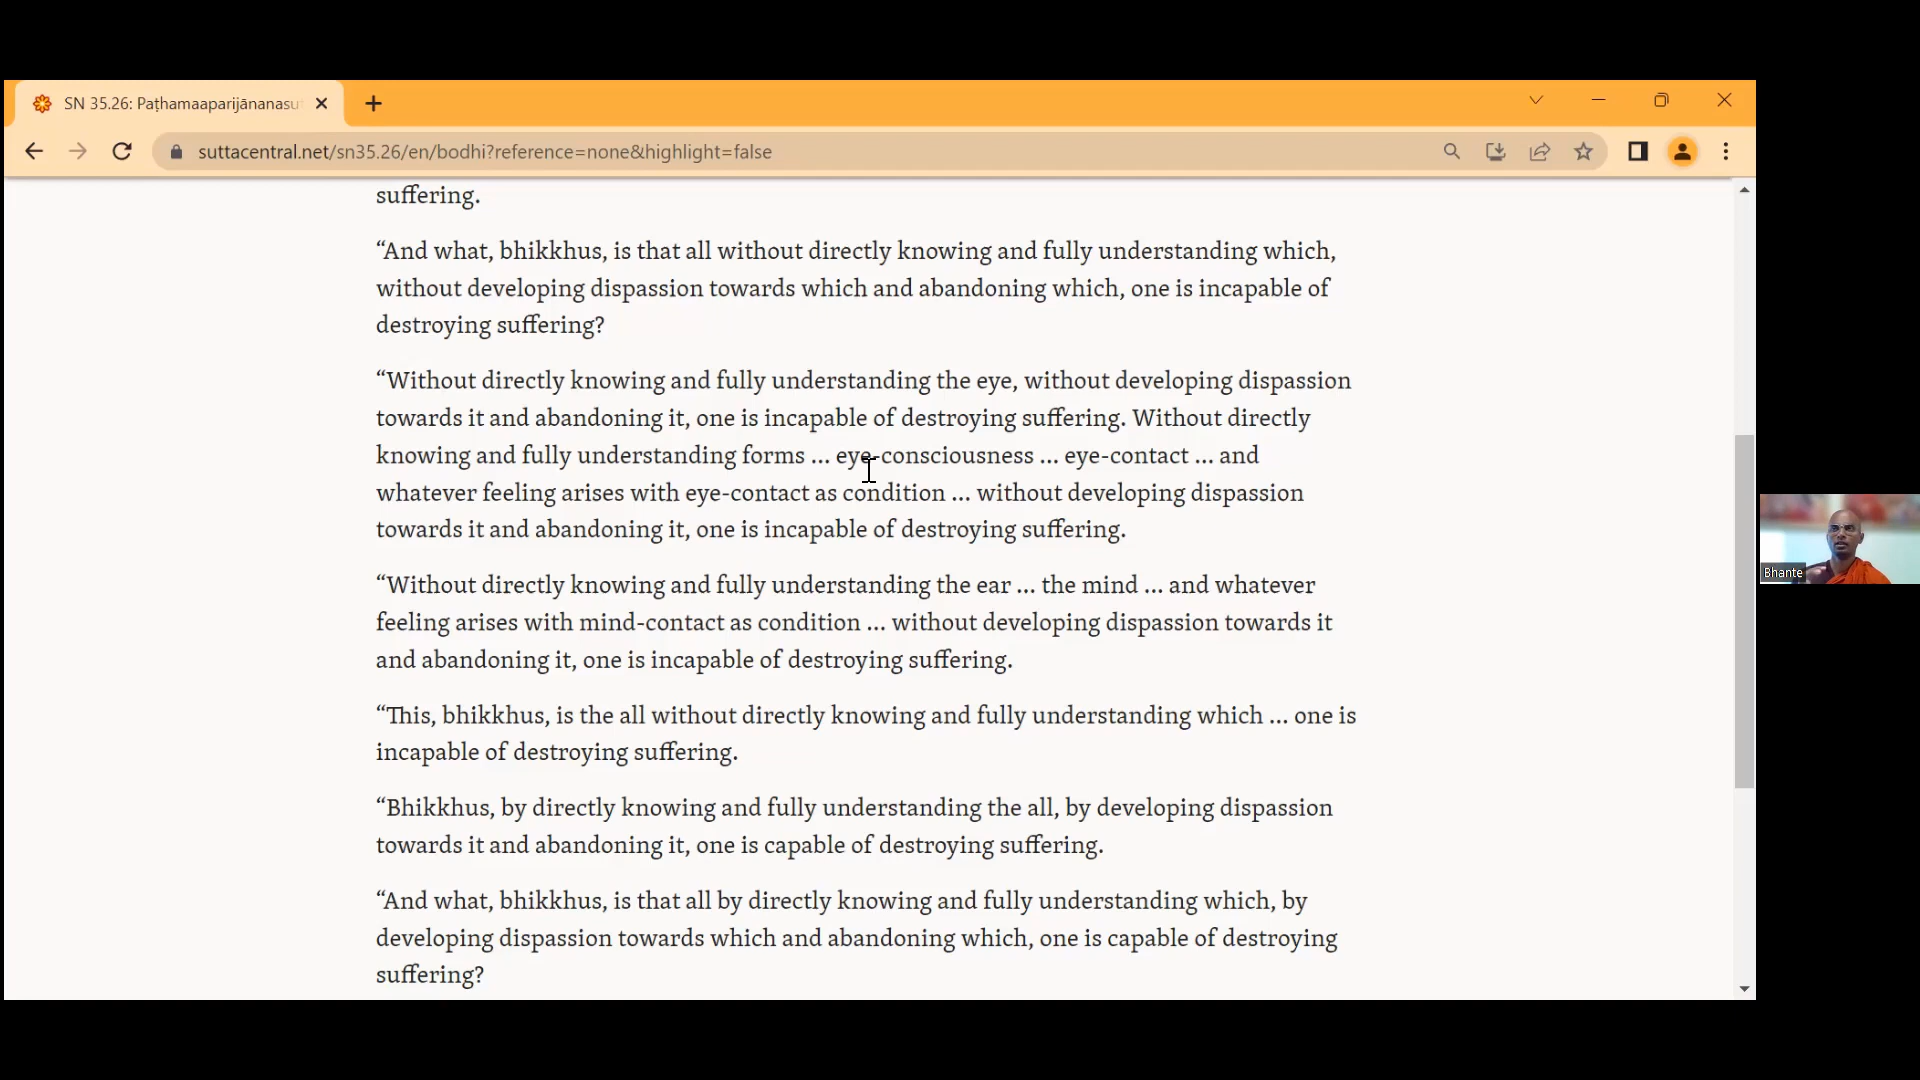 SN 35.26: Paṭhamaaparijānanasu
suttacentral.net/sn35.26/en/bodhi?reference=none&highlight=false
suffering.
“And what, bhikkhus, is that all without directly knowing and fully understanding which,
without developing dispassion towards which and abandoning which, one is incapable of
destroying suffering?
“Without directly knowing and fully understanding the eye, without developing dispassion
towards it and abandoning it, one is incapable of destroying suffering. Without directly
knowing and fully understanding forms … eye-consciousness … eye-contact … and
whatever feeling arises with eye-contact as condition … without developing dispassion
towards it and abandoning it, one is incapable of destroying suffering.
“Without directly knowing and fully understanding the ear … the mind … and whatever
feeling arises with mind-contact as condition … without developing dispassion towards it
and abandoning it, one is incapable of destroying suffering.
“This, bhikkhus, is the all without directly knowing and fully understanding which … one is
incapable of destroying suffering.
“Bhikkhus, by directly knowing and fully understanding the all, by developing dispassion
towards it and abandoning it, one is capable of destroying suffering.
“And what, bhikkhus, is that all by directly knowing and fully understanding which, by
developing dispassion towards which and abandoning which, one is capable of destroying
suffering?
Bhante